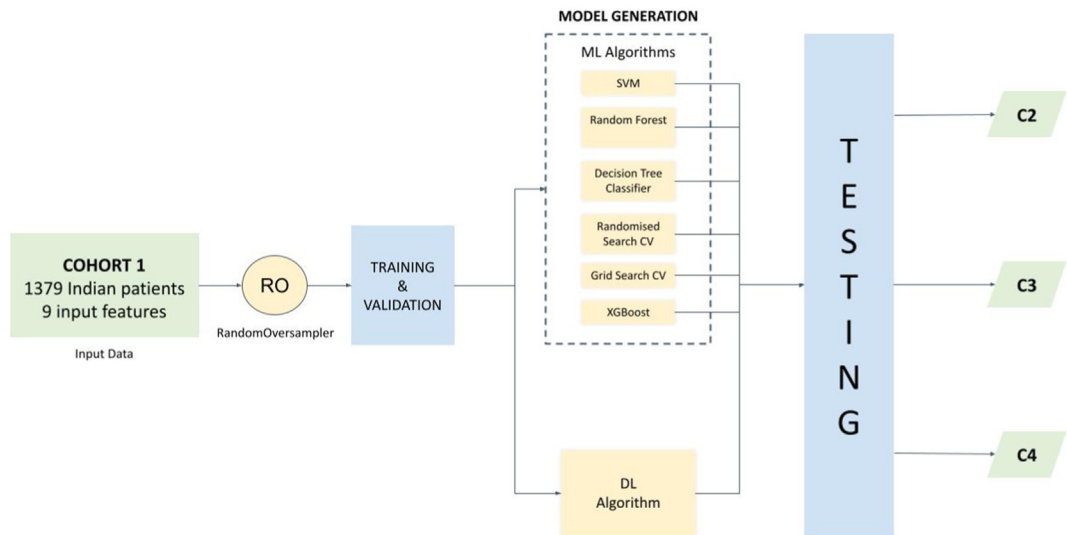 MODEL GENERATION
ML Algorithms
SVM
Random Forest
Decision Tree
Classifier
Randomised
Search CV
Grid Search CV
XGBoost
COHORT 1
1379 Indian patients
9 input features
Input Data
RO
RandomOversampler
TRAINING
&
VALIDATION
DL
Algorithm
T
E
S
T
I
N
G
C2
C3
C4